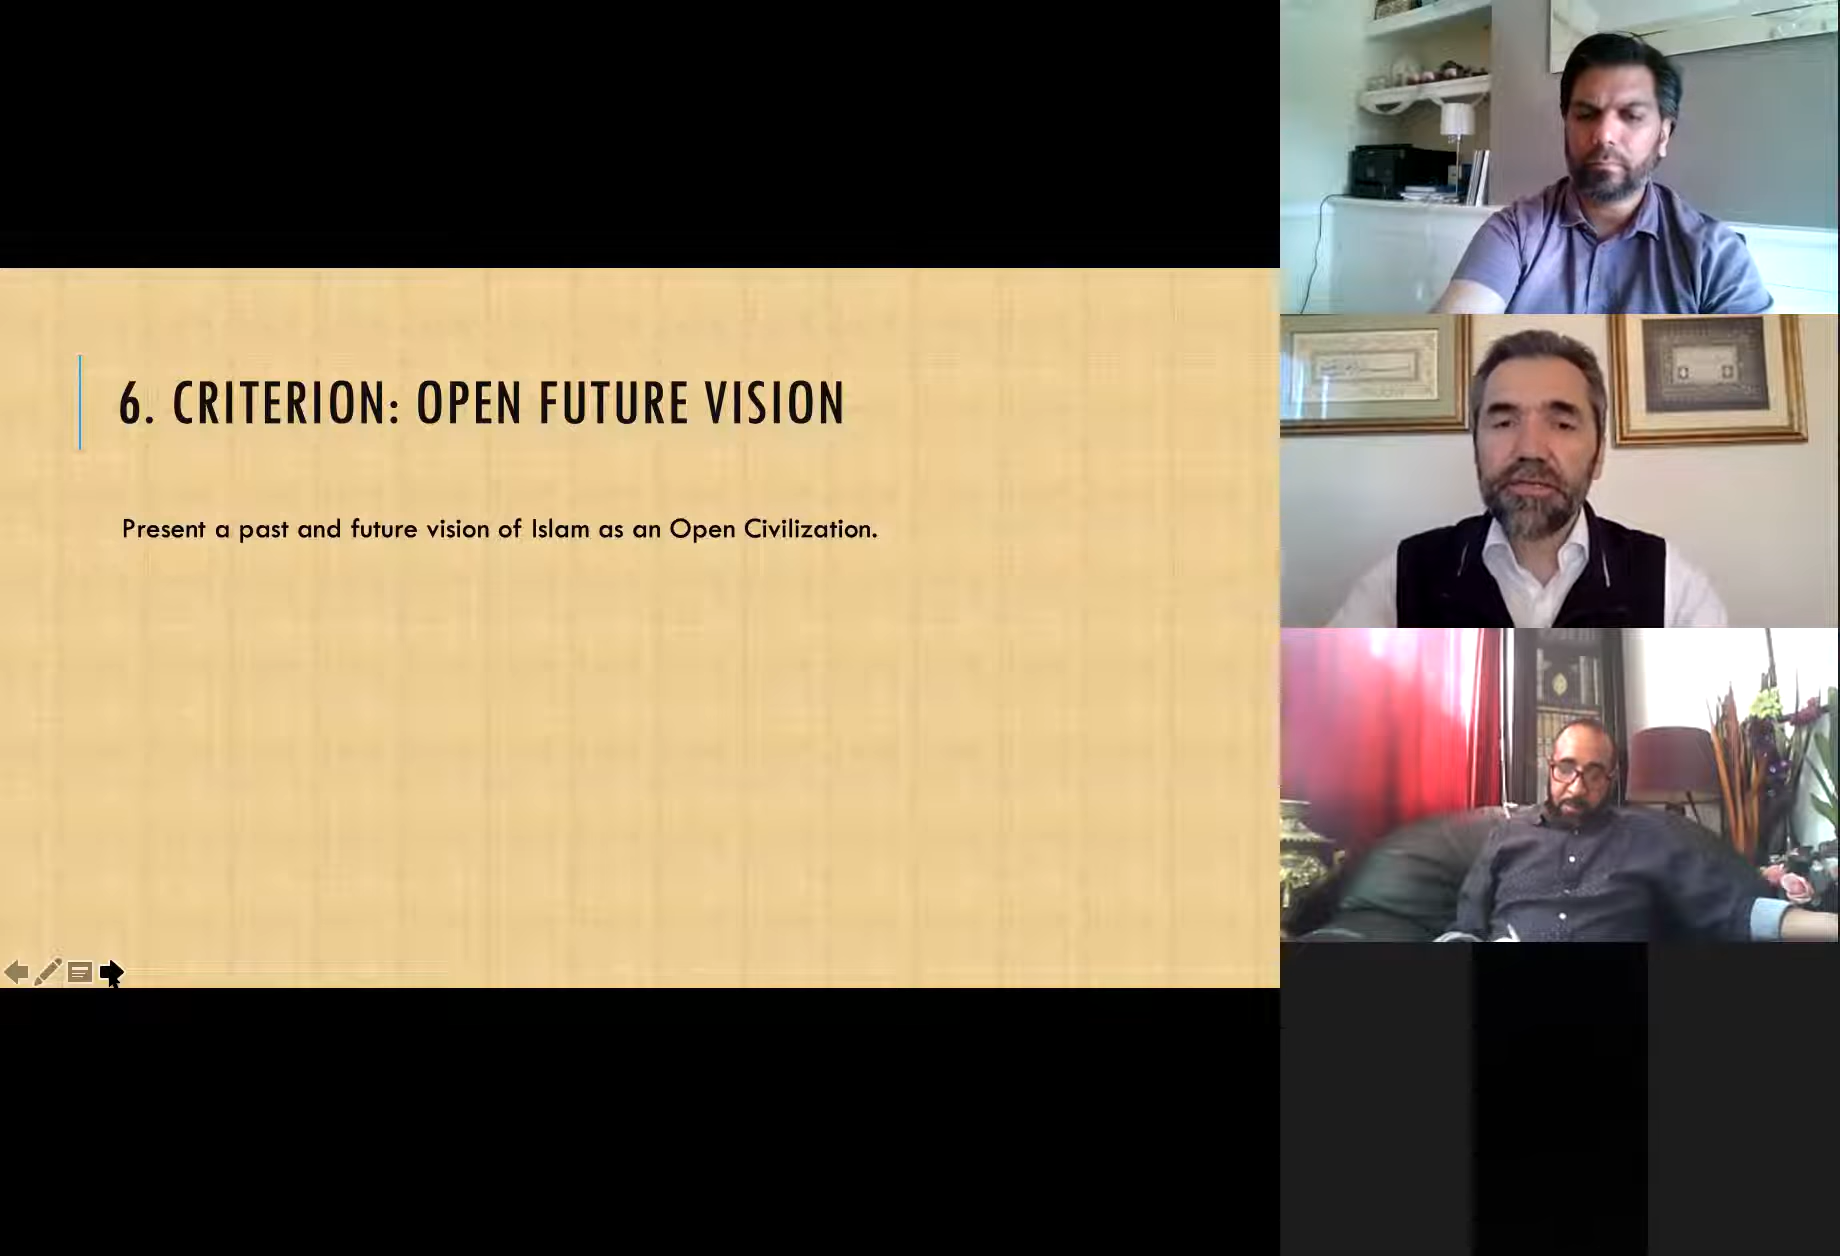 6. CRITERION: OPEN FUTURE VISION
Present a past and future vision of Islam as an Open Civilization.